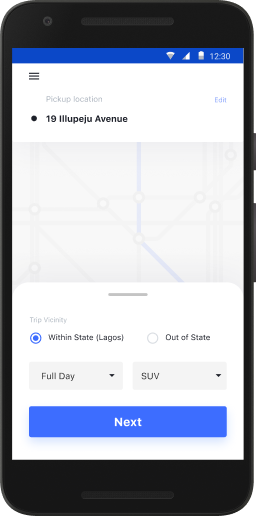 12:30
Pickup location
Edit
19 Illupeju Avenue
Trip Vicinity
Within State (Lagos)
Out of State
Full Day
SUV
Next